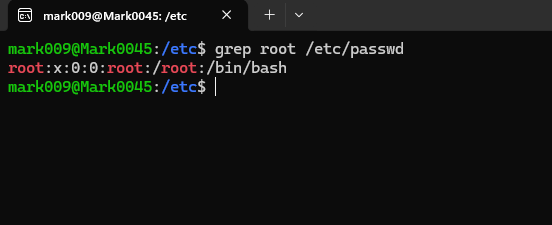 mark009@Mark0045: /etc
mark009@Mark0045:/etc$ grep root /etc/passwd
root:x:0:0:root:/root:/bin/bash
mark009@Mark0045:/etc$